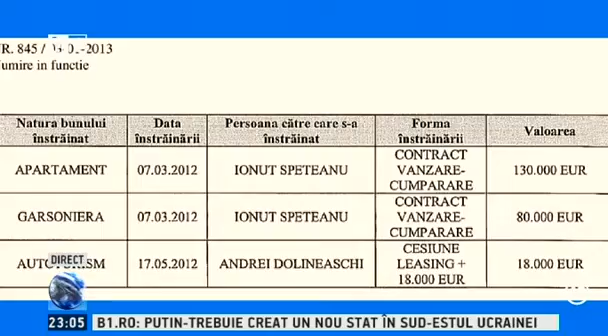 R. 845 /
-2013
umire in functie
Natura bunului înstrăinat
Data înstrăinării
Persoana către care s-a înstrăinat
Forma înstrăinării
Valoarea
APARTAMENT
07.03.2012
IONUT SPETEANU
CONTRACT
VANZARE-
CUMPARARE
130.000 EUR
GARSONIERA
07.03.2012
IONUT SPETEANU
CONTRACT
VANZARE-
CUMPARARE
80.000 EUR
17.05.2012
ANDREI DOLINEASCHI
CESIUNE
LEASING +
18.000 EUR
18.000 EUR
DIRECT
23:05 B1.RO: PUTIN-TREBUIE CREAT UN NOU STAT ÎN SUD-ESTUL UCRAINEI